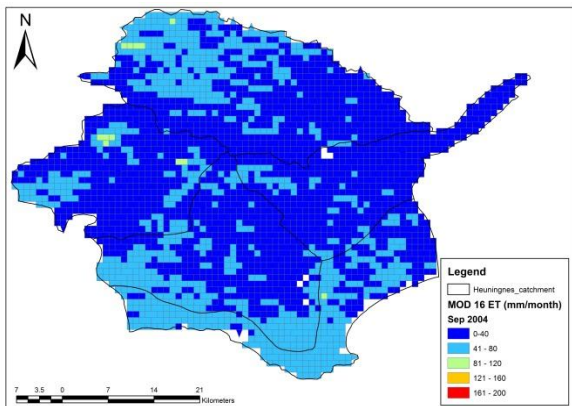 N
Legend
Heuningnes_catchment
MOD 16 ET (mm/month)
Sep 2004
0-40
41 - 80
81 - 120
121 - 160
161 - 200
7 3.5 0 7 14 21
Kilometers